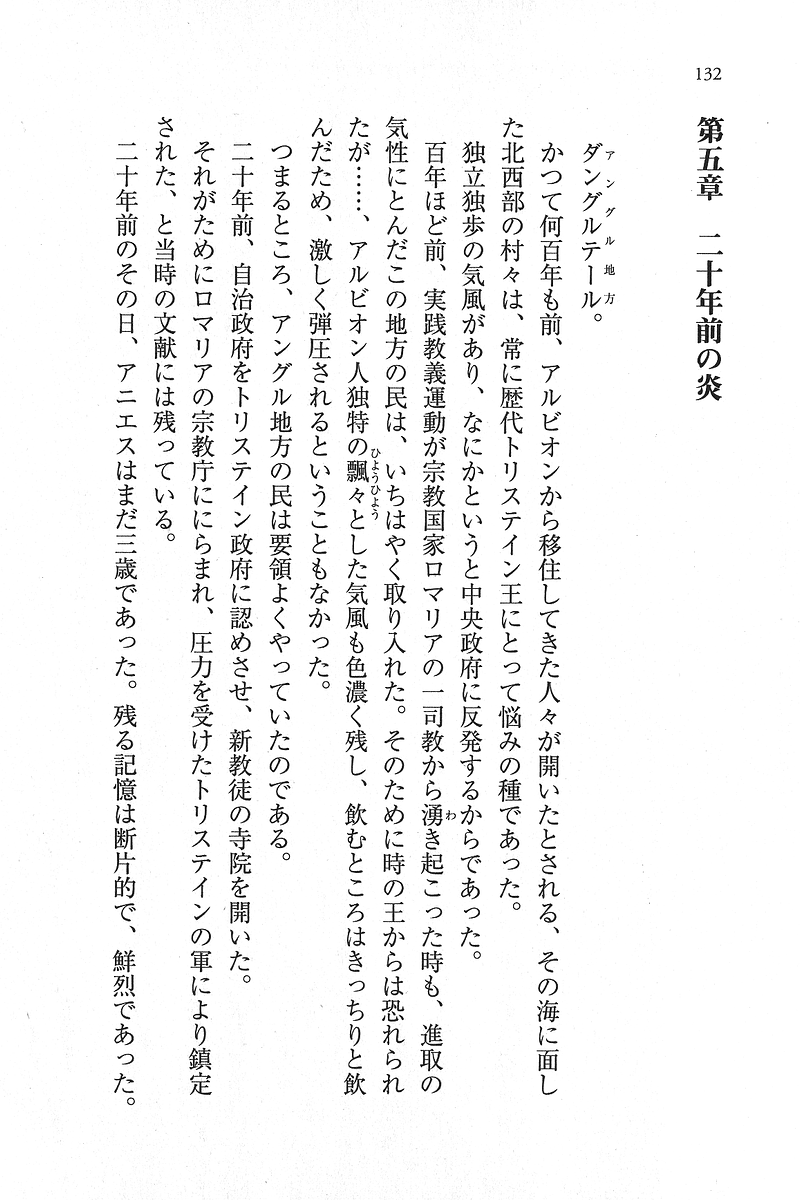 132
第五章　二十年前の炎
ダングルテール。
アングル地方
かつて何百年も前、アルビオンから移住してきた人々が開いたとされる、その海に面し
た北西部の村々は、常に歴代トリステイン王にとって悩みの種であった。
独立独歩の気風があり、なにかというと中央政府に反発するからであった。
百年ほど前、実践教義運動が宗教国家ロマリアの一司教から湧き起こった時も、進取の
わ
気性にとんだこの地方の民は、いちはやく取り入れた。そのために時の王からは恐れられ
たが……、アルビオン人独特の飄々とした気風も色濃く残し、飲むところはきっちりと飲
ひようひよう
んだため、激しく弾圧されるということもなかった。
つまるところ、アングル地方の民は要領よくやっていたのである。
二十年前、自治政府をトリステイン政府に認めさせ、新教徒の寺院を開いた。
それがためにロマリアの宗教庁ににらまれ、圧力を受けたトリステインの軍により鎮定
された、と当時の文献には残っている。
二十年前のその日、アニエスはまだ三歳であった。残る記憶は断片的で、鮮烈であった。